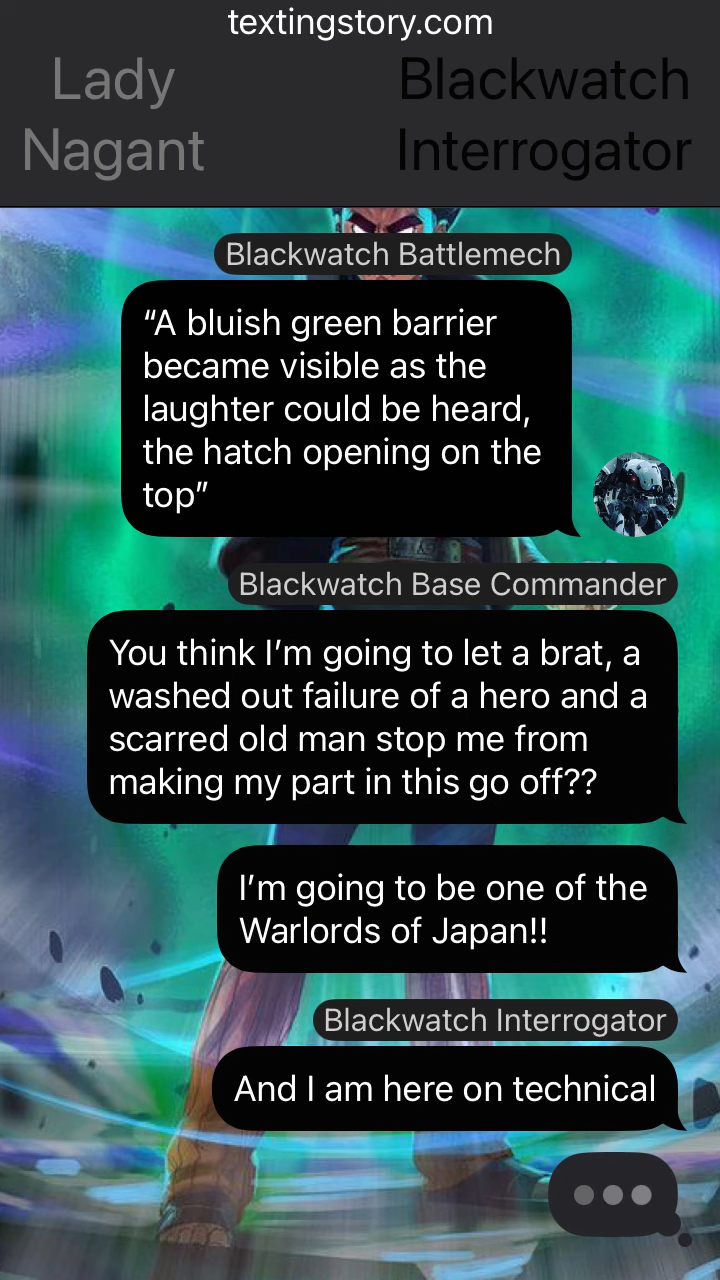 textingstory.com
Lady
Nagant
Blackwatch
Interrogator
Blackwatch Battlemech
“A bluish green barrier
became visible as the
laughter could be heard,
the hatch opening on the
top”
Blackwatch Base Commander
You think I’m going to let a brat, a
washed out failure of a hero and a
scarred old man stop me from
making my part in this go off??
I’m going to be one of the
Warlords of Japan!!
Blackwatch Interrogator
And I am here on technical